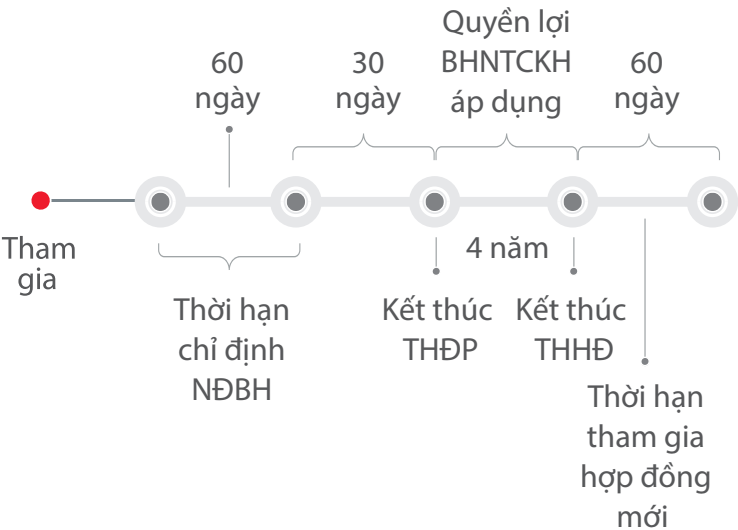 60
ngày
30
ngày
Quyền lợi
BHNTCKH
áp dụng
60
ngày
Tham
gia
4 năm
Thời hạn
chỉ định
NĐBH
Kết thúc
THĐP
Kết thúc
THHĐ
Thời hạn
tham gia
hợp đồng
mới